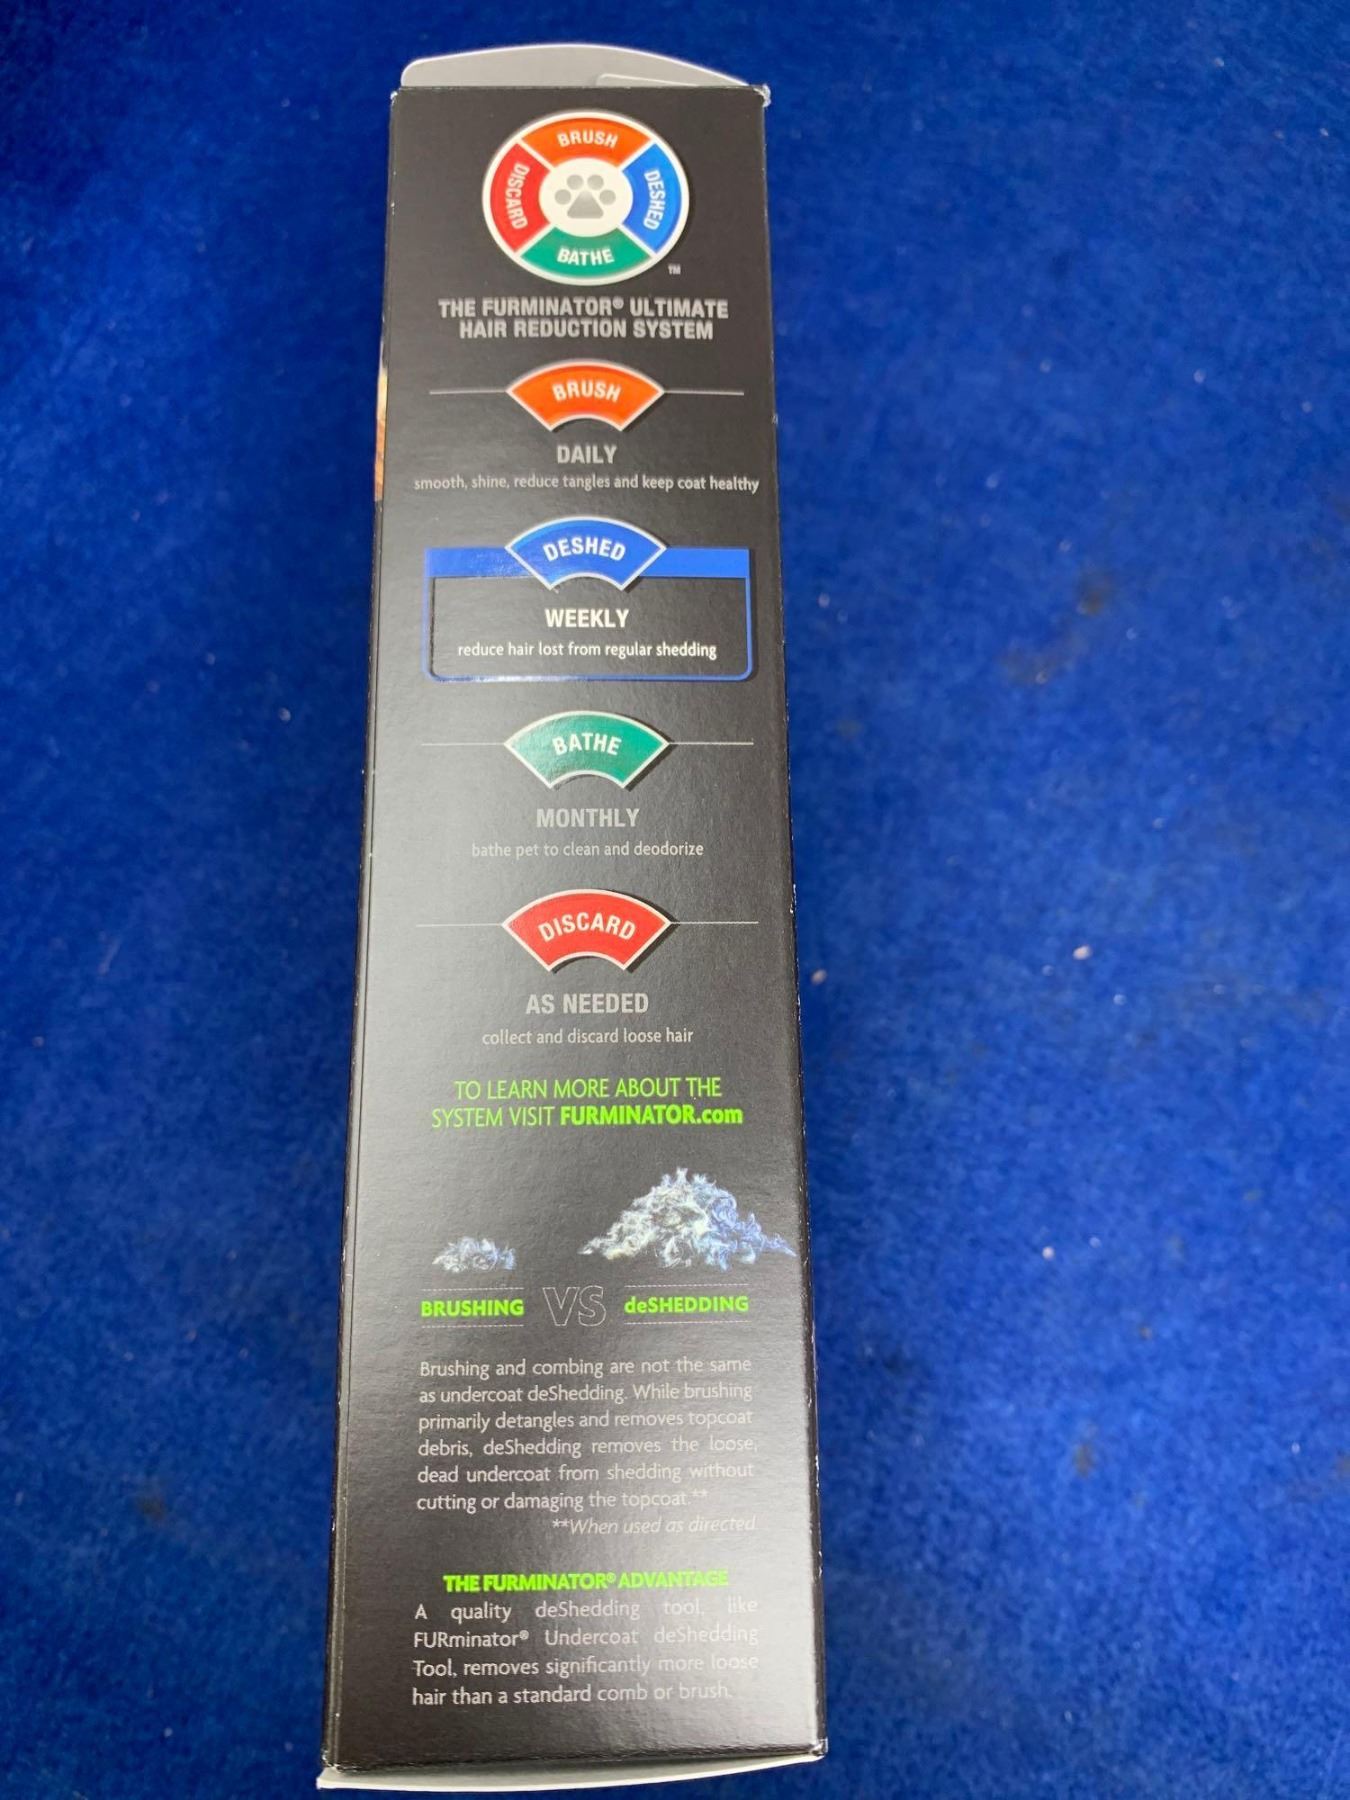 BRUSH
DISCARD
DESHED
BATHE
TM
THE FURMINATOR® ULTIMATE
HAIR REDUCTION SYSTEM
BRUSH
DAILY
smooth, shine, reduce tangles and keep coat healthy
DESHED
WEEKLY
reduce hair lost from regular shedding
BATHE
MONTHLY
bathe pet to clean and deodorize
DISCARD
AS NEEDED
collect and discard loose hair
TO LEARN MORE ABOUT THE
SYSTEM VISIT FURMINATOR.com
BRUSHING VS deSHEDDING
Brushing and combing are not the same
as undercoat deShedding. While brushing
primarily detangles and removes topcoat
debris, deShedding removes the loose,
dead undercoat from shedding without
cutting or damaging the topcoat.**
**When used as directed
THE FURMINATOR® ADVANTAGE
A quality deShedding tool, like
FURminator® Undercoat deShedding
Tool, removes significantly more loose
hair than a standard comb or brush.